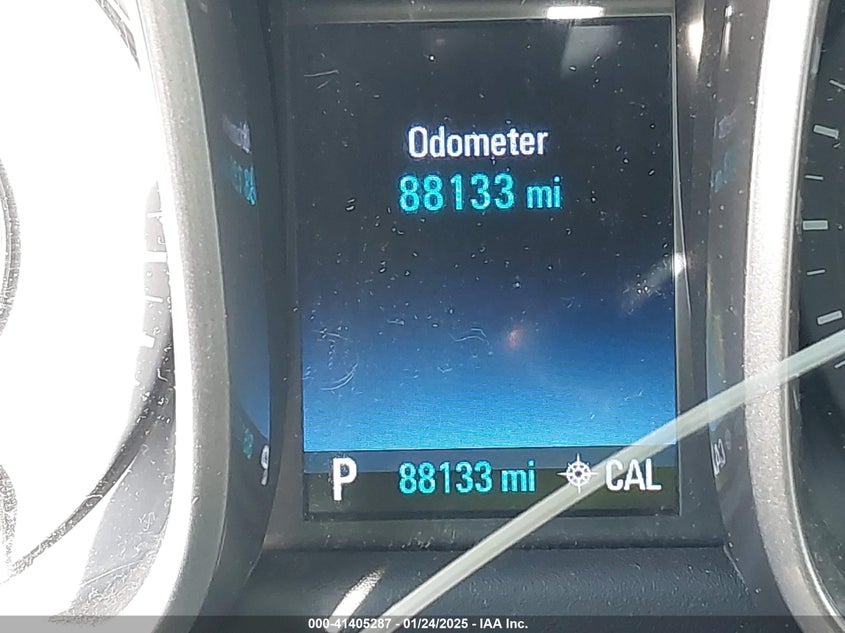 Odometer
88133 mi
P 88133 mi CAL
000-41405287 - 01/24/2025 - IAA Inc.